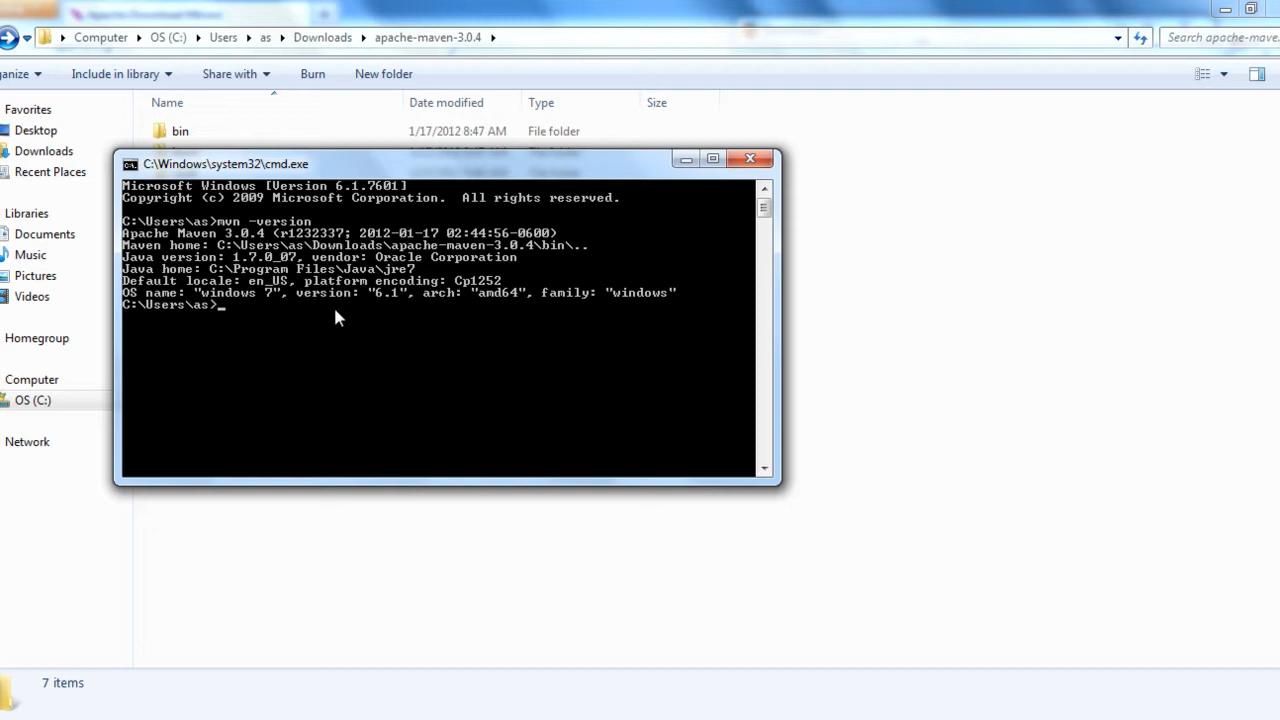 Computer OS (C:) Users as Downloads apache-maven-3.0.4 Search apache-mave
ganize Include in library Share with Burn New folder
Favorites
Desktop
Downloads
Recent Places
Libraries
Documents
Music
Pictures
Videos
Homegroup
Computer
OS (C:)
Network
Name Date modified Type Size
bin 1/17/2012 8:47 AM File folder
C:\Windows\system32\cmd.exe
Microsoft Windows [Version 6.1.7601]
Copyright (c) 2009 Microsoft Corporation. All rights reserved.
C:\Users\as>mvn -version
Apache Maven 3.0.4 (r1232337; 2012-01-17 02:44:56-0600)
Maven home: C:\Users\as\Downloads\apache-maven-3.0.4\bin\..
Java version: 1.7.0_07, vendor: Oracle Corporation
Java home: C:\Program Files\Java\jre7
Default locale: en_US, platform encoding: Cp1252
OS name: "windows 7", version: "6.1", arch: "amd64", family: "windows"
C:\Users\as>_
7 items